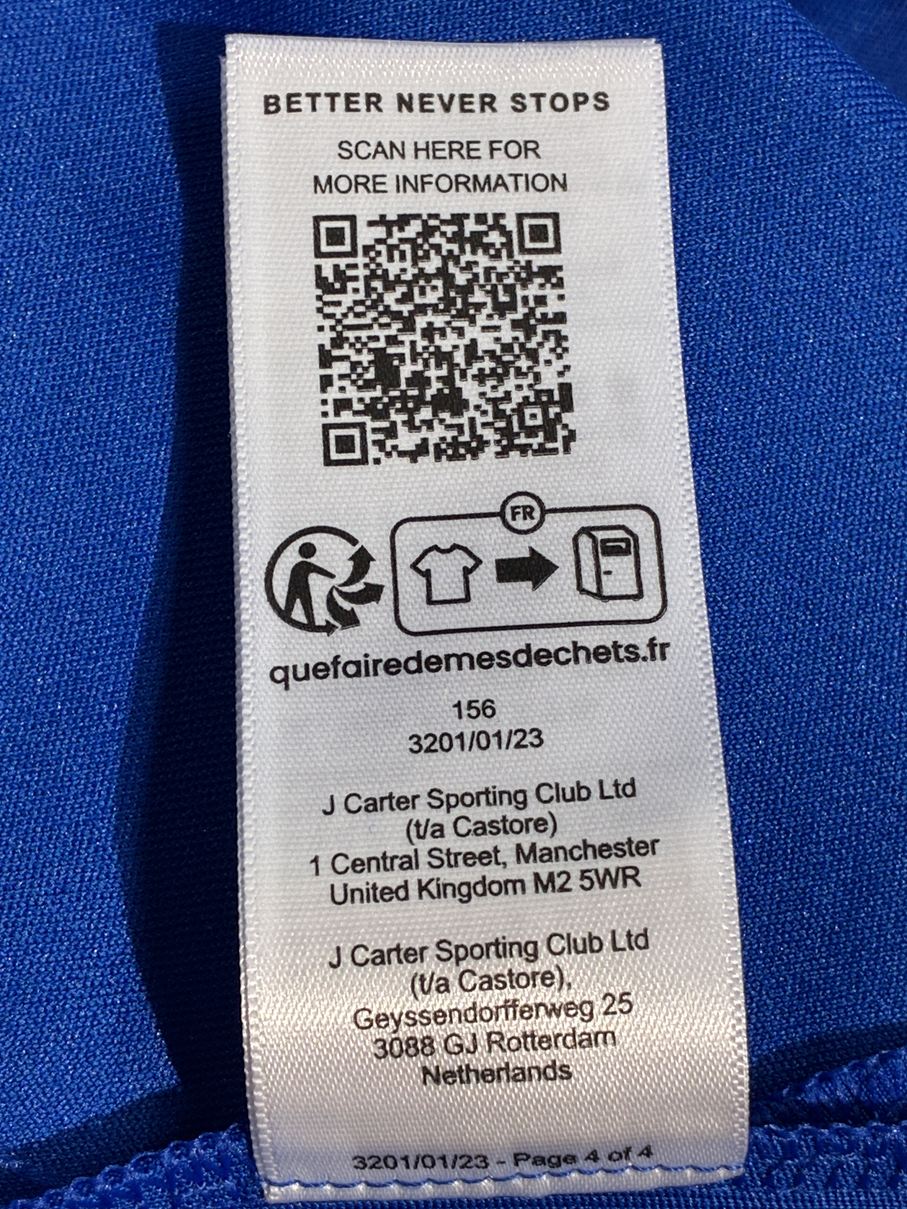 BETTER NEVER STOPS
SCAN HERE FOR
MORE INFORMATION
FR
quefairedemesdechets.fr
156
3201/01/23
J Carter Sporting Club Ltd
(t/a Castore)
1 Central Street, Manchester
United Kingdom M2 5WR
J Carter Sporting Club Ltd
(t/a Castore),
Geyssendorfferweg 25
3088 GJ Rotterdam
Netherlands
3201/01/23 - Page 4 of 4